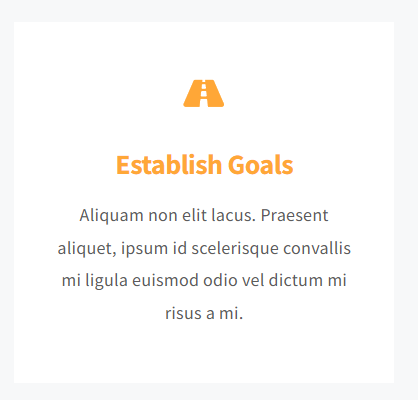 Establish Goals
Aliquam non elit lacus. Praesent
aliquet, ipsum id scelerisque convallis
mi ligula euismod odio vel dictum mi
risus a mi.